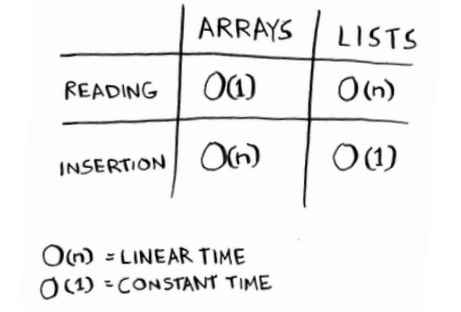 ARRAYS LISTS
READING O(1) O(n)
INSERTION O(n) O(1)
O(n) = LINEAR TIME
O(1) = CONSTANT TIME